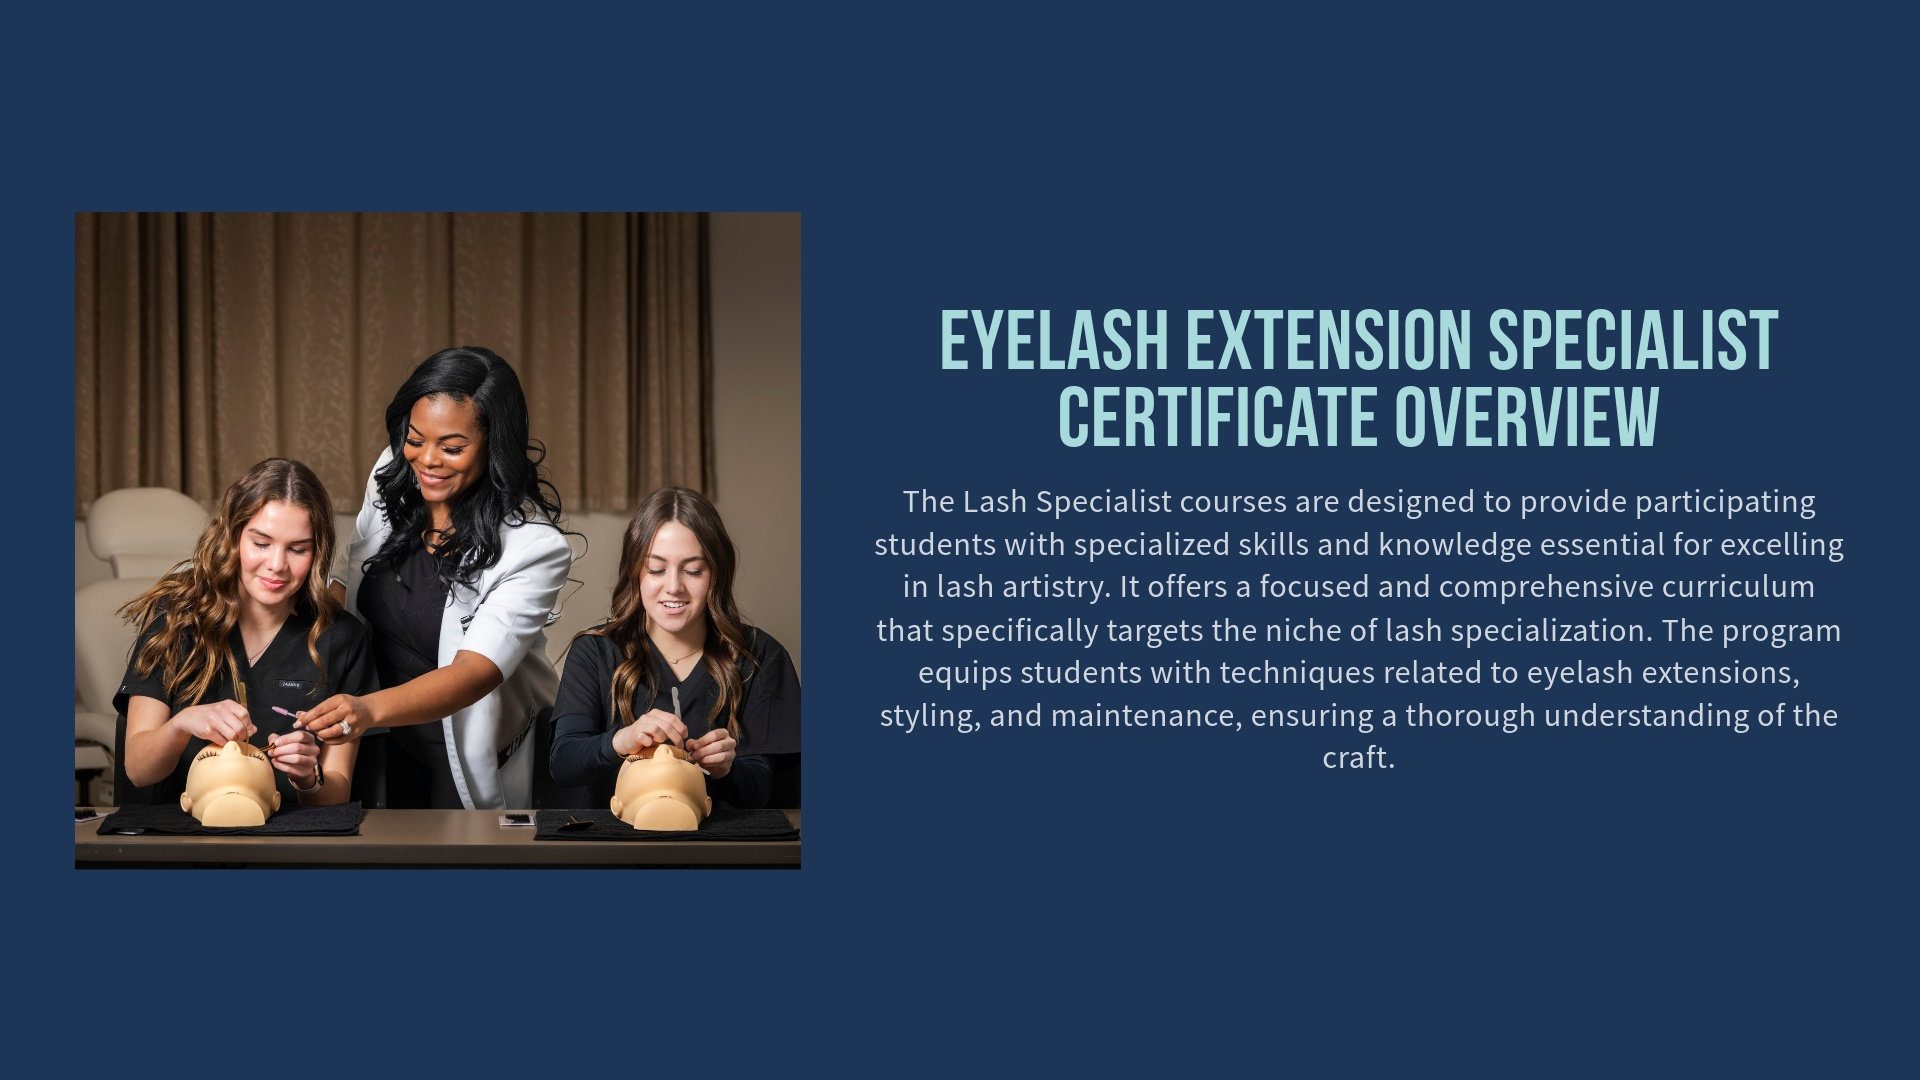 EYELASH EXTENSION SPECIALIST
CERTIFICATE OVERVIEW
The Lash Specialist courses are designed to provide participating
students with specialized skills and knowledge essential for excelling
in lash artistry. It offers a focused and comprehensive curriculum
that specifically targets the niche of lash specialization. The program
equips students with techniques related to eyelash extensions,
styling, and maintenance, ensuring a thorough understanding of the
craft.